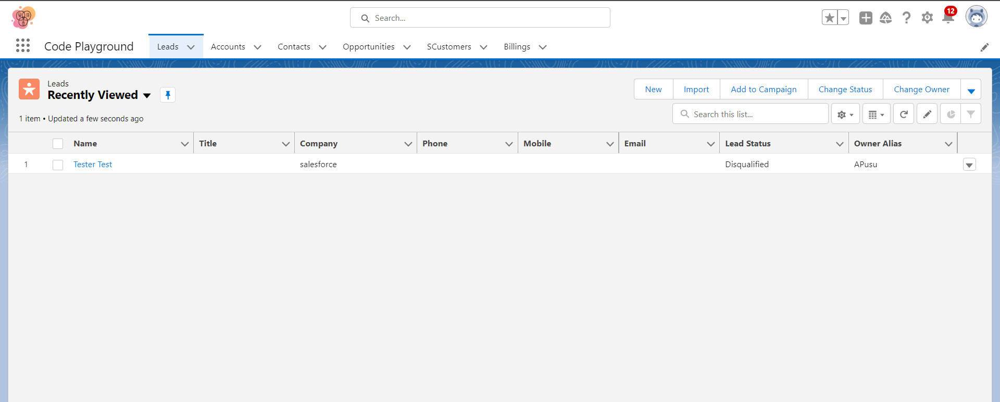 Search...
12
Code Playground
Leads
Accounts
Contacts
Opportunities
SCustomers
Billings
Leads
Recently Viewed
New
Import
Add to Campaign
Change Status
Change Owner
1 item • Updated a few seconds ago
Search this list...
Name
Title
Company
Phone
Mobile
Email
Lead Status
Owner Alias
1
Tester Test
salesforce
Disqualified
APusu